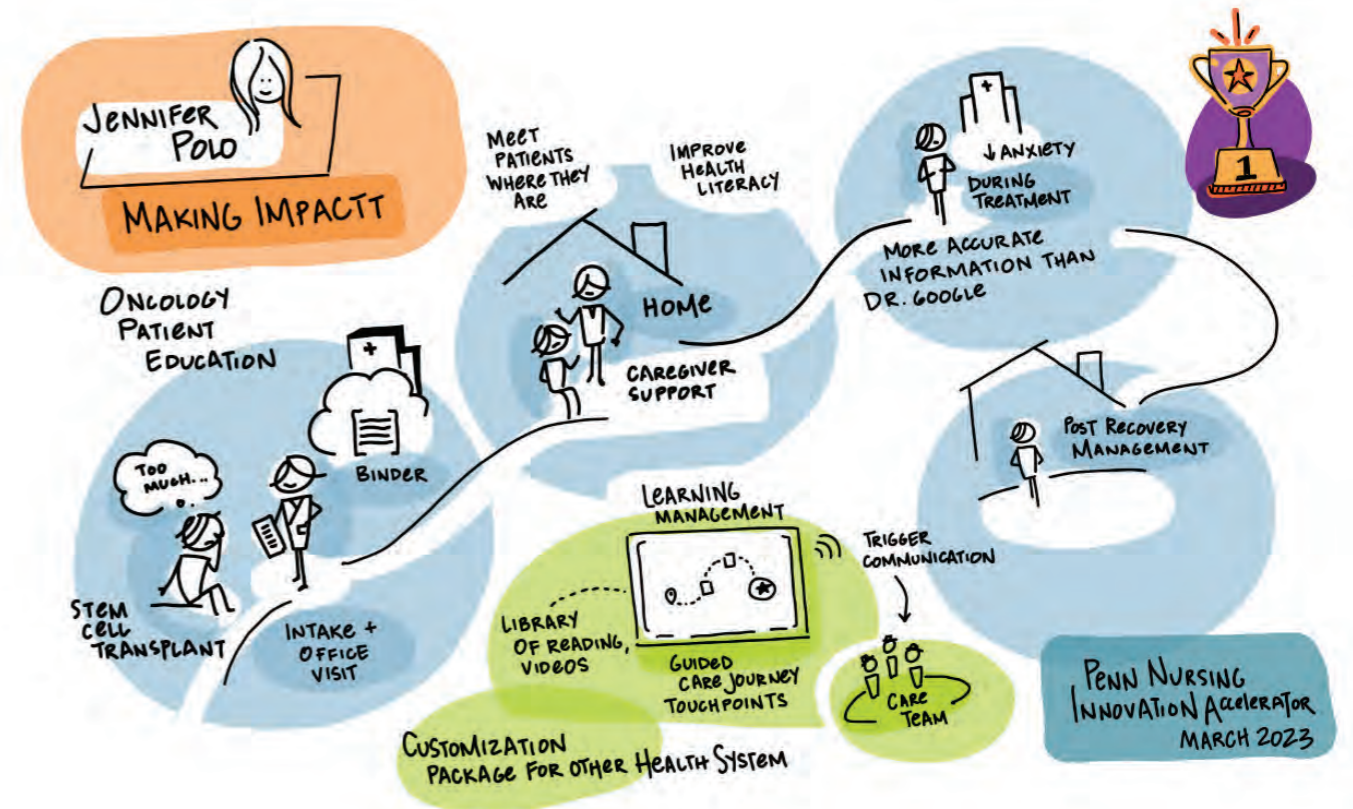 JENNIFER
POLO
MAKING IMPACTT
ONCOLOGY
PATIENT
EDUCATION
BINDER
TOO
MUCH...
STEM
CELL
TRANSPLANT
INTAKE +
OFFICE
VISIT
MEET
PATIENTS
WHERE THEY
ARE
IMPROVE
HEALTH
LITERACY
HOME
CAREGIVER
SUPPORT
↓ ANXIETY
DURING
TREATMENT
MORE ACCURATE
INFORMATION THAN
DR. GOOGLE
1
POST RECOVERY
MANAGEMENT
LEARNING
MANAGEMENT
LIBRARY
OF READING,
VIDEOS
GUIDED
CARE JOURNEY
TOUCHPOINTS
TRIGGER
COMMUNICATION
CARE
TEAM
CUSTOMIZATION
PACKAGE FOR OTHER HEALTH SYSTEM
PENN NURSING
INNOVATION ACCELERATOR
MARCH 2023